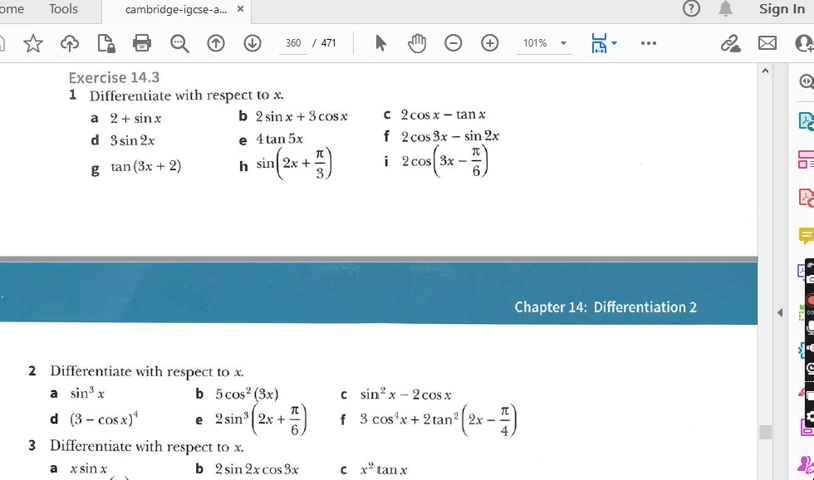 ome Tools cambridge-igcse-a... × Sign In
360 / 471 101%
Exercise 14.3
1 Differentiate with respect to x.
a 2 + sin x b 2 sin x + 3 cos x c 2 cos x − tan x
d 3 sin 2x e 4 tan 5x f 2 cos 3x − sin 2x
g tan (3x + 2) h sin(2x + π/3) i 2 cos(3x − π/6)
Chapter 14: Differentiation 2
2 Differentiate with respect to x.
a sin³ x b 5 cos² (3x) c sin² x − 2 cos x
d (3 − cos x)⁴ e 2 sin³(2x + π/6) f 3 cos⁴ x + 2 tan²(2x − π/4)
3 Differentiate with respect to x.
a x sin x b 2 sin 2x cos 3x c x² tan x